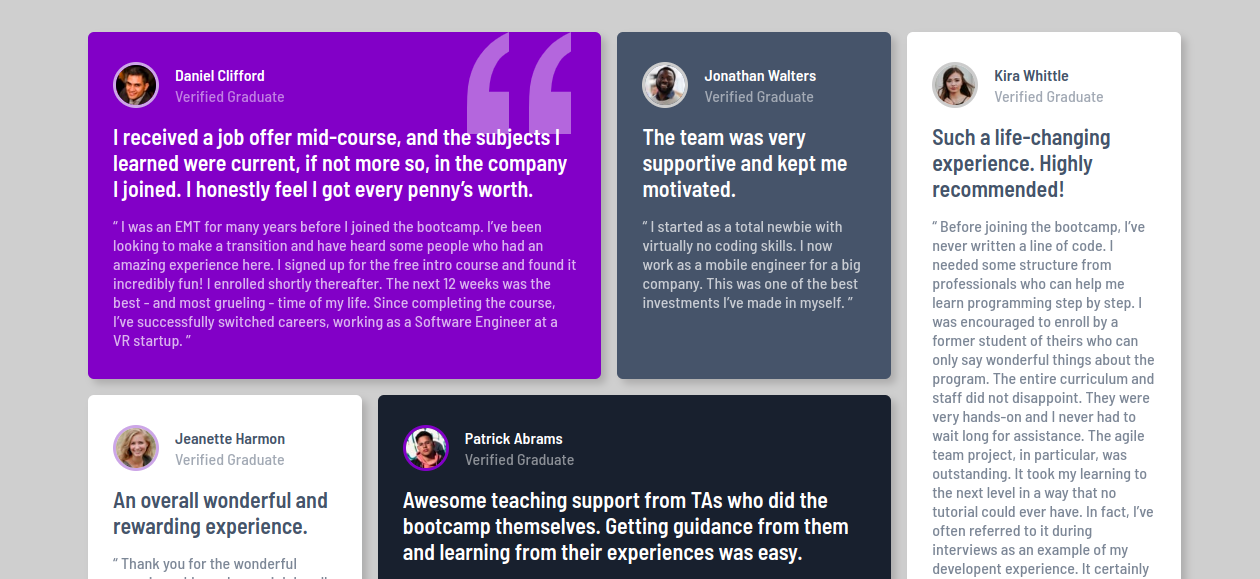 Daniel Clifford
Verified Graduate
I received a job offer mid-course, and the subjects I
learned were current, if not more so, in the company
I joined. I honestly feel I got every penny’s worth.
“ I was an EMT for many years before I joined the bootcamp. I’ve been
looking to make a transition and have heard some people who had an
amazing experience here. I signed up for the free intro course and found it
incredibly fun! I enrolled shortly thereafter. The next 12 weeks was the
best - and most grueling - time of my life. Since completing the course,
I’ve successfully switched careers, working as a Software Engineer at a
VR startup. ”
Jonathan Walters
Verified Graduate
The team was very
supportive and kept me
motivated.
“ I started as a total newbie with
virtually no coding skills. I now
work as a mobile engineer for a big
company. This was one of the best
investments I’ve made in myself. ”
Kira Whittle
Verified Graduate
Such a life-changing
experience. Highly
recommended!
“ Before joining the bootcamp, I’ve
never written a line of code. I
needed some structure from
professionals who can help me
learn programming step by step. I
was encouraged to enroll by a
former student of theirs who can
only say wonderful things about the
program. The entire curriculum and
staff did not disappoint. They were
very hands-on and I never had to
wait long for assistance. The agile
team project, in particular, was
outstanding. It took my learning to
the next level in a way that no
tutorial could ever have. In fact, I’ve
often referred to it during
interviews as an example of my
developent experience. It certainly
Jeanette Harmon
Verified Graduate
An overall wonderful and
rewarding experience.
“ Thank you for the wonderful
Patrick Abrams
Verified Graduate
Awesome teaching support from TAs who did the
bootcamp themselves. Getting guidance from them
and learning from their experiences was easy.